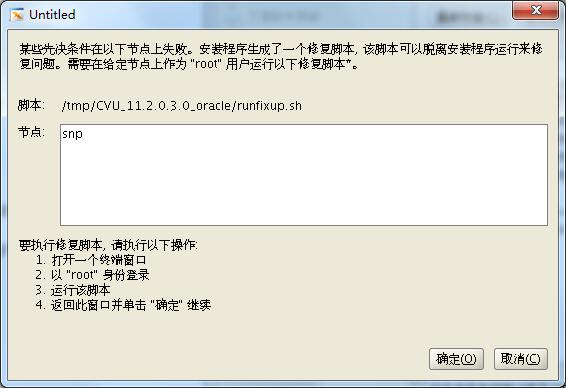 Untitled
某些先决条件在以下节点上失败。安装程序生成了一个修复脚本, 该脚本可以脱离安装程序运行来修
复问题。需要在给定节点上作为 "root" 用户运行以下修复脚本*。
脚本: /tmp/CVU_11.2.0.3.0_oracle/runfixup.sh
节点: snp
要执行修复脚本, 请执行以下操作:
1. 打开一个终端窗口
2. 以 "root" 身份登录
3. 运行该脚本
4. 返回此窗口并单击 "确定" 继续
确定(O) 取消(C)